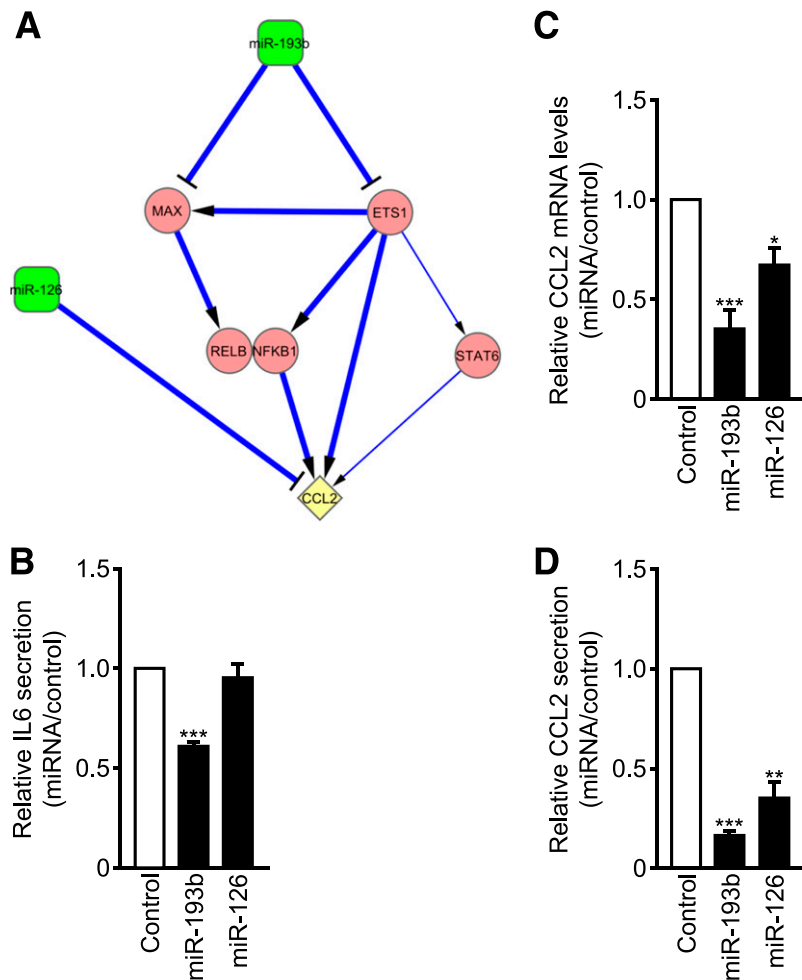 A
miR-193b
MAX
ETS1
miR-126
RELB
NFKB1
STAT6
CCL2
B
Relative IL6 secretion
(miRNA/control)
1.5
1.0
0.5
0
***
Control
miR-193b
miR-126
C
Relative CCL2 mRNA levels
(miRNA/control)
1.5
1.0
0.5
0
***
*
Control
miR-193b
miR-126
D
Relative CCL2 secretion
(miRNA/control)
1.5
1.0
0.5
0
***
**
Control
miR-193b
miR-126